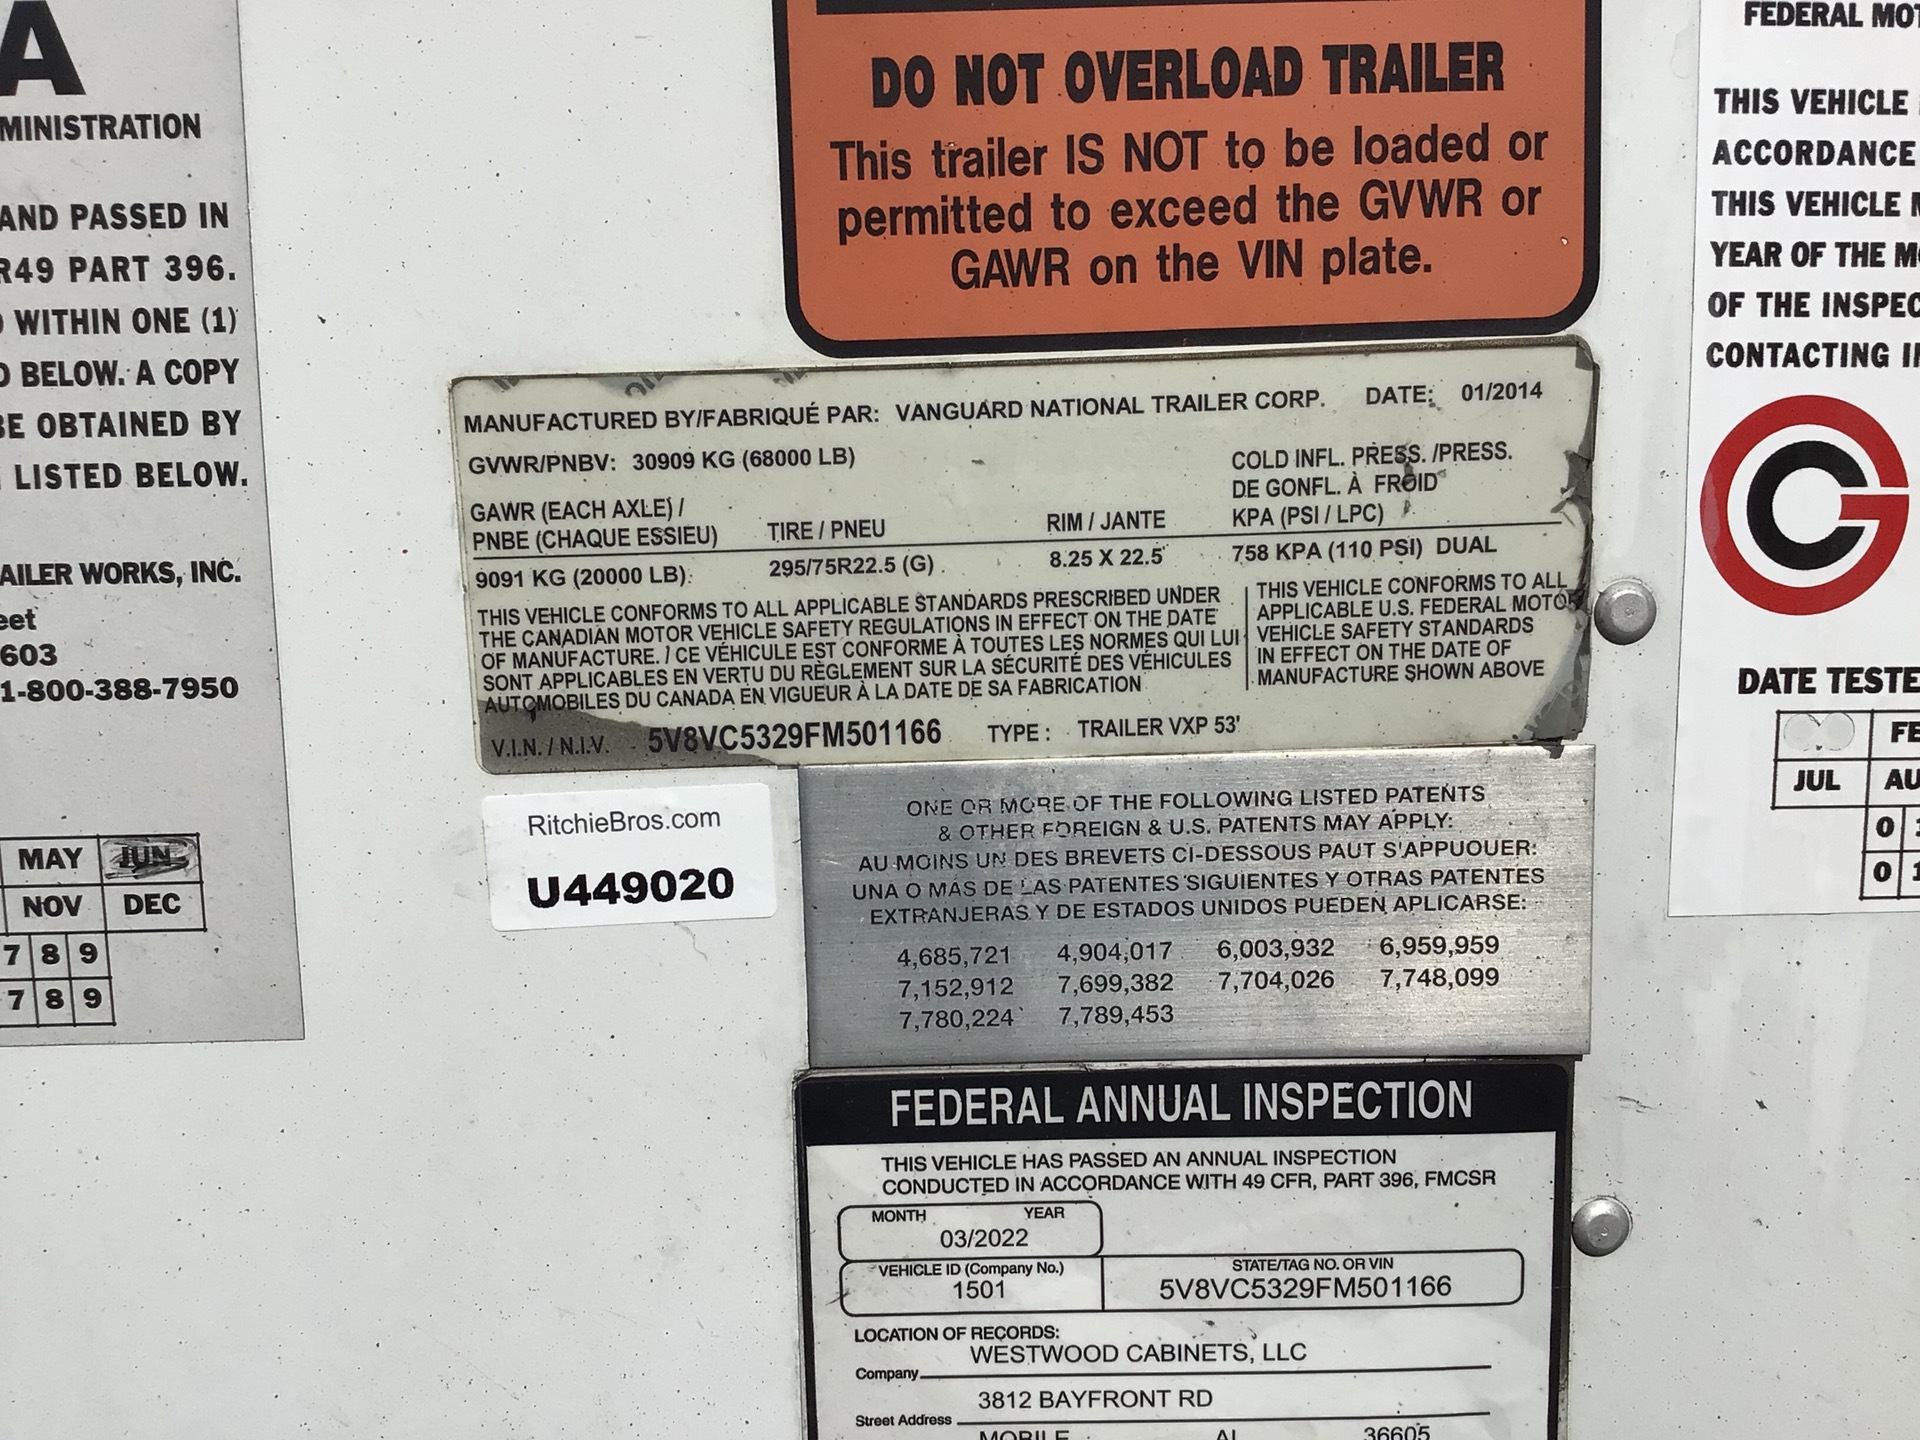 A
MINISTRATION
AND PASSED IN
R49 PART 396.
WITHIN ONE (1)
BELOW. A COPY
BE OBTAINED BY
LISTED BELOW.
AILER WORKS, INC.
eet
603
1-800-388-7950
MAY JUN
NOV DEC
7 8 9
7 8 9
DO NOT OVERLOAD TRAILER
This trailer IS NOT to be loaded or
permitted to exceed the GVWR or
GAWR on the VIN plate.
MANUFACTURED BY/FABRIQUÉ PAR: VANGUARD NATIONAL TRAILER CORP. DATE: 01/2014
GVWR/PNBV: 30909 KG (68000 LB)
COLD INFL. PRESS. /PRESS.
DE GONFL. À FROID
KPA (PSI / LPC)
GAWR (EACH AXLE) /
PNBE (CHAQUE ESSIEU) TIRE / PNEU RIM / JANTE
9091 KG (20000 LB) 295/75R22.5 (G) 8.25 X 22.5 758 KPA (110 PSI) DUAL
THIS VEHICLE CONFORMS TO ALL APPLICABLE STANDARDS PRESCRIBED UNDER
THE CANADIAN MOTOR VEHICLE SAFETY REGULATIONS IN EFFECT ON THE DATE
OF MANUFACTURE. / CE VÉHICULE EST CONFORME À TOUTES LES NORMES QUI LUI
SONT APPLICABLES EN VERTU DU RÈGLEMENT SUR LA SÉCURITÉ DES VÉHICULES
AUTOMOBILES DU CANADA EN VIGUEUR À LA DATE DE SA FABRICATION
THIS VEHICLE CONFORMS TO ALL
APPLICABLE U.S. FEDERAL MOTOR
VEHICLE SAFETY STANDARDS
IN EFFECT ON THE DATE OF
MANUFACTURE SHOWN ABOVE
V.I.N. / N.I.V. 5V8VC5329FM501166 TYPE : TRAILER VXP 53'
RitchieBros.com
U449020
ONE OR MORE OF THE FOLLOWING LISTED PATENTS
& OTHER FOREIGN & U.S. PATENTS MAY APPLY:
AU MOINS UN DES BREVETS CI-DESSOUS PAUT S'APPUOUER:
UNA O MÁS DE LAS PATENTES SIGUIENTES Y OTRAS PATENTES
EXTRANJERAS Y DE ESTADOS UNIDOS PUEDEN APLICARSE:
4,685,721 4,904,017 6,003,932 6,959,959
7,152,912 7,699,382 7,704,026 7,748,099
7,780,224 7,789,453
FEDERAL ANNUAL INSPECTION
THIS VEHICLE HAS PASSED AN ANNUAL INSPECTION
CONDUCTED IN ACCORDANCE WITH 49 CFR, PART 396, FMCSR
MONTH YEAR
03/2022
VEHICLE ID (Company No.) STATE/TAG NO. OR VIN
1501 5V8VC5329FM501166
LOCATION OF RECORDS:
WESTWOOD CABINETS, LLC
Company
3812 BAYFRONT RD
Street Address
MOBILE AL 36605
FEDERAL MOT
THIS VEHICLE
ACCORDANCE
THIS VEHICLE M
YEAR OF THE MO
OF THE INSPEC
CONTACTING
CG
DATE TESTE
FE
JUL AU
0 1
0 1